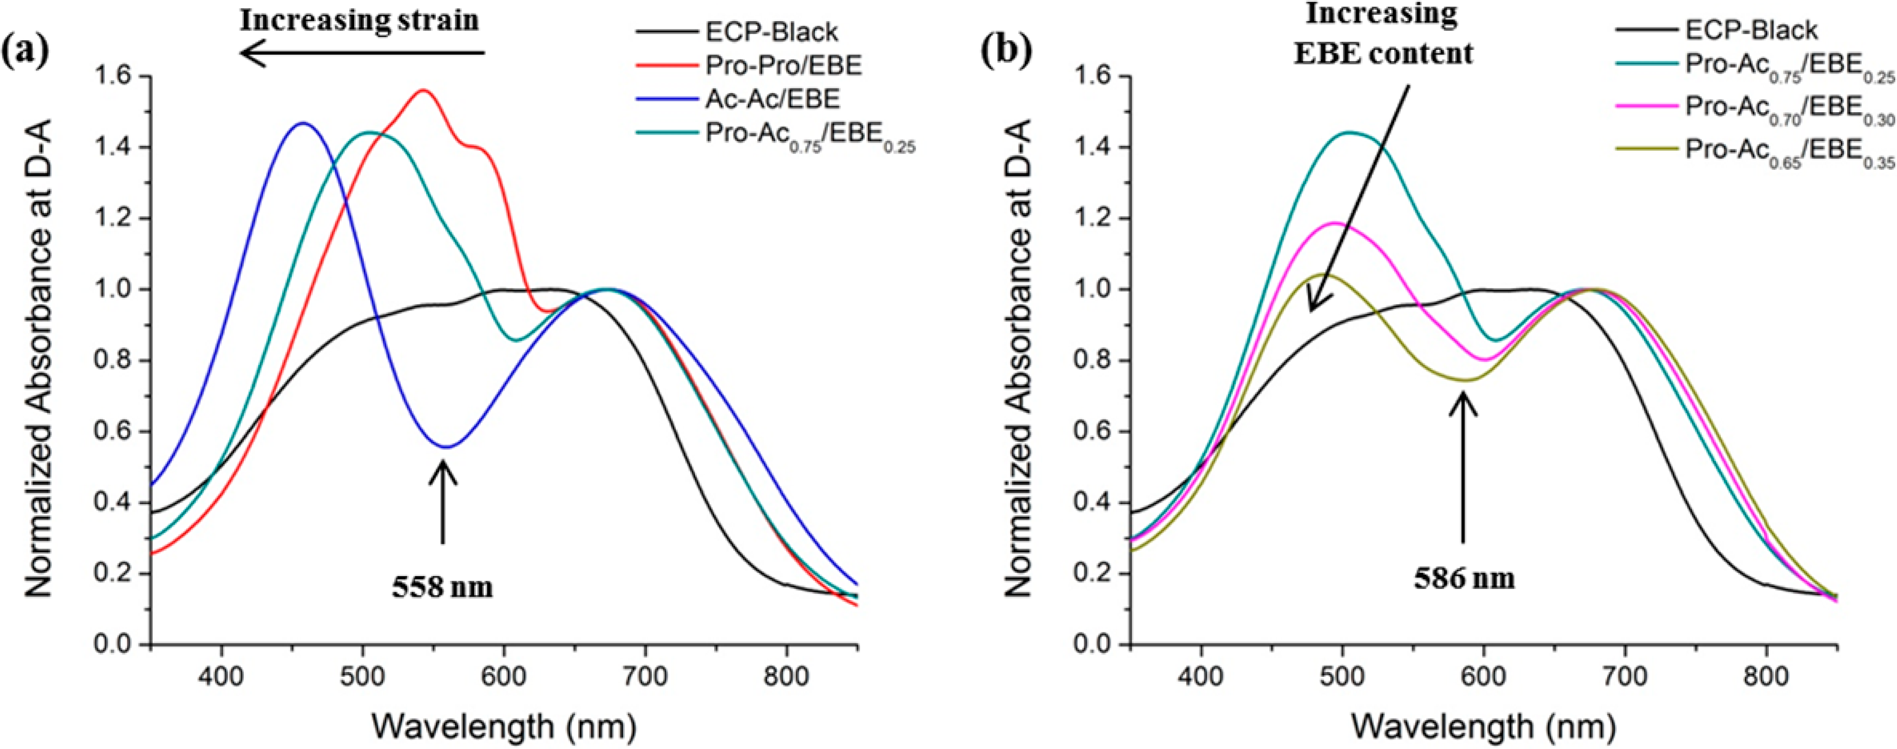 (a)
Increasing strain
ECP-Black
Pro-Pro/EBE
Ac-Ac/EBE
Pro-Ac0.75/EBE0.25
Normalized Absorbance at D-A
1.6
1.4
1.2
1.0
0.8
0.6
0.4
0.2
0.0
558 nm
400 500 600 700 800
Wavelength (nm)
(b)
Increasing
EBE content
ECP-Black
Pro-Ac0.75/EBE0.25
Pro-Ac0.70/EBE0.30
Pro-Ac0.65/EBE0.35
Normalized Absorbance at D-A
1.6
1.4
1.2
1.0
0.8
0.6
0.4
0.2
0.0
586 nm
400 500 600 700 800
Wavelength (nm)